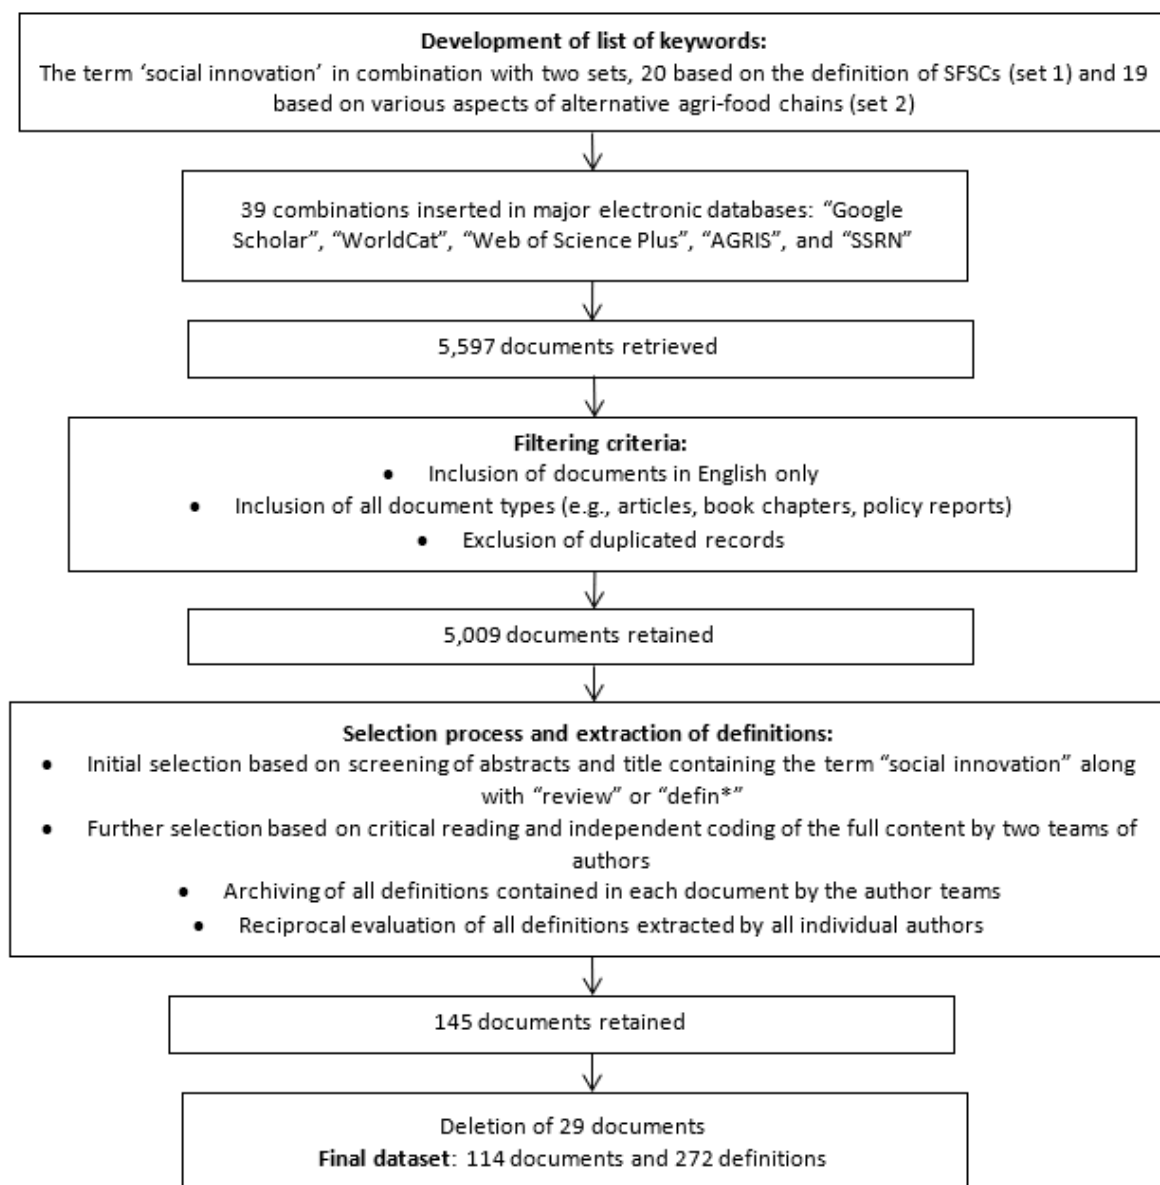 Development of list of keywords:
The term ‘social innovation’ in combination with two sets, 20 based on the definition of SFSCs (set 1) and 19
based on various aspects of alternative agri-food chains (set 2)
39 combinations inserted in major electronic databases: “Google
Scholar”, “WorldCat”, “Web of Science Plus”, “AGRIS”, and “SSRN”
5,597 documents retrieved
Filtering criteria:
• Inclusion of documents in English only
• Inclusion of all document types (e.g., articles, book chapters, policy reports)
• Exclusion of duplicated records
5,009 documents retained
Selection process and extraction of definitions:
• Initial selection based on screening of abstracts and title containing the term “social innovation” along
with “review” or “defin*”
• Further selection based on critical reading and independent coding of the full content by two teams of
authors
• Archiving of all definitions contained in each document by the author teams
• Reciprocal evaluation of all definitions extracted by all individual authors
145 documents retained
Deletion of 29 documents
Final dataset: 114 documents and 272 definitions